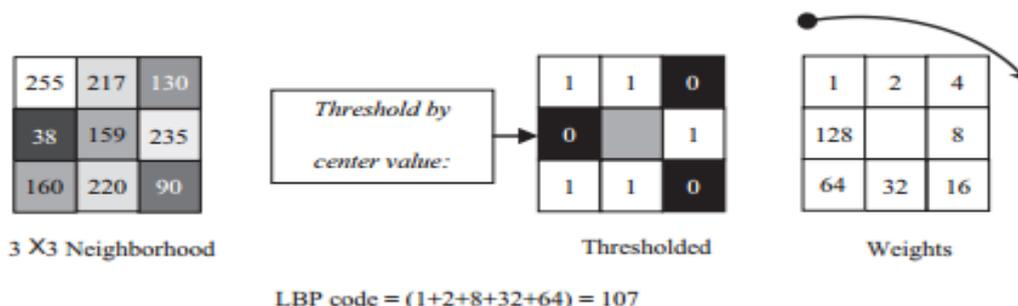 255 217 130
38 159 235
160 220 90
3 X3 Neighborhood
Threshold by
center value:
1 1 0
0 1
1 1 0
Thresholded
1 2 4
128 8
64 32 16
Weights
LBP code = (1+2+8+32+64) = 107